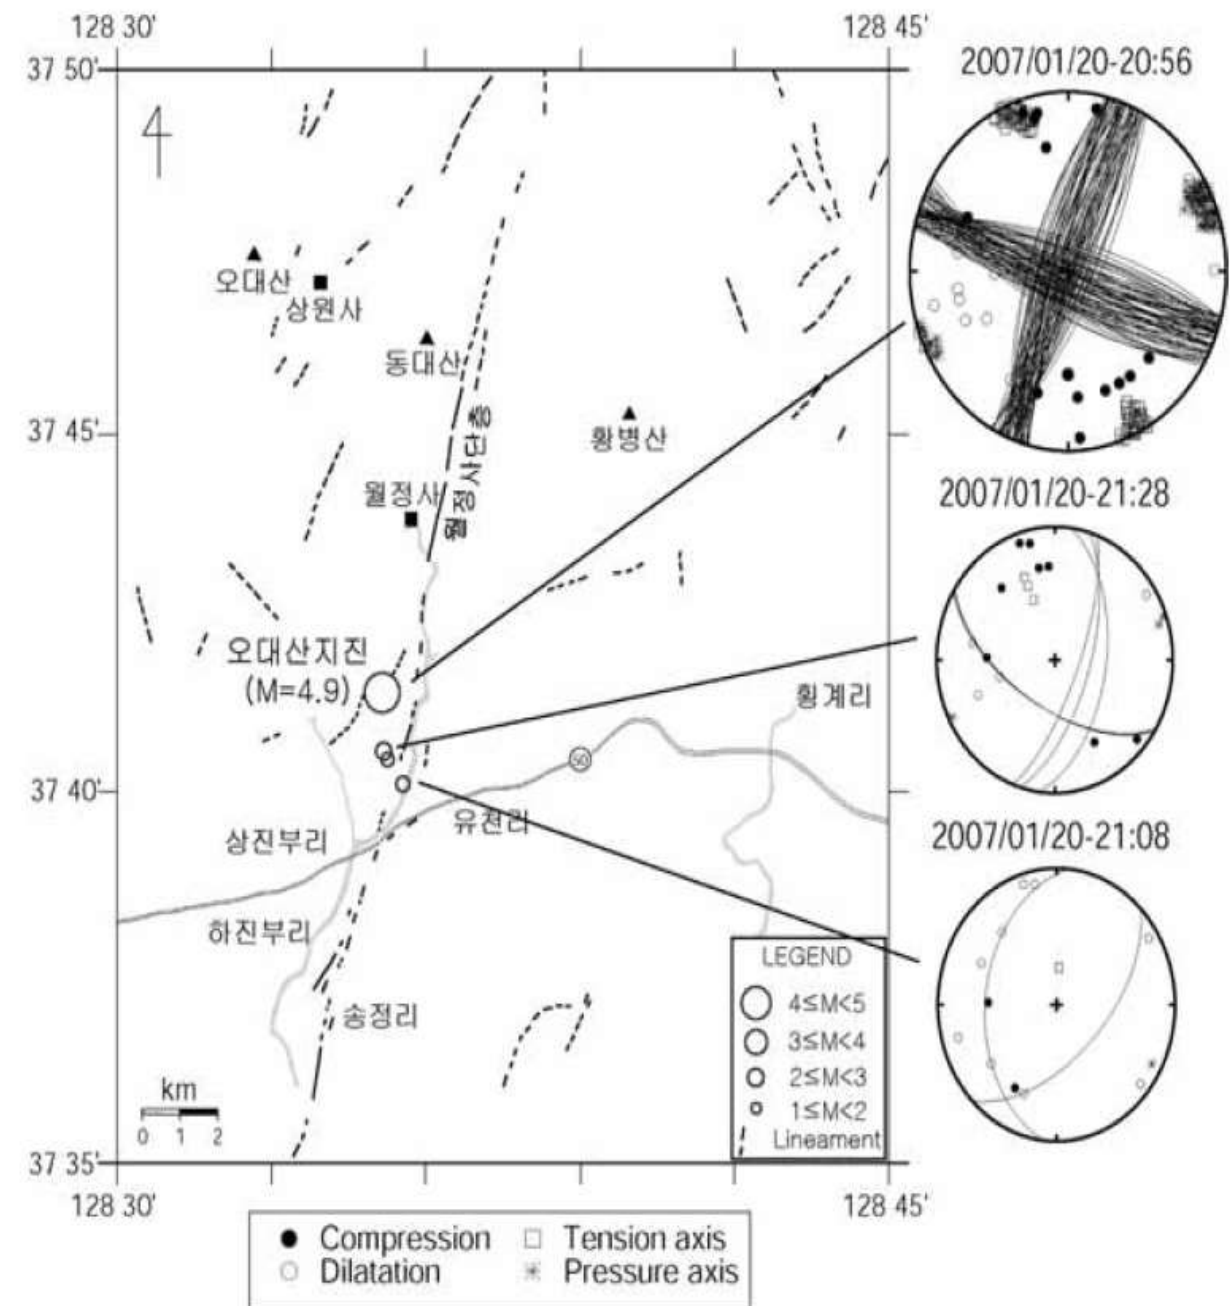 128 30'
128 45'
37 50'
2007/01/20-20:56
4
오대산
상원사
동대산
황병산
37 45'
월정사
월정사단층
2007/01/20-21:28
오대산지진
(M=4.9)
횡계리
50
37 40'
유천리
상진부리
2007/01/20-21:08
하진부리
송정리
LEGEND
4≤M<5
3≤M<4
2≤M<3
1≤M<2
Lineament
km
0 1 2
37 35'
128 30'
128 45'
Compression
Tension axis
Dilatation
Pressure axis